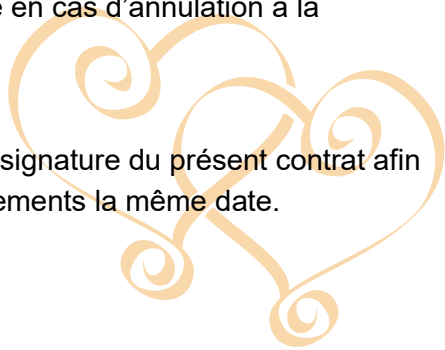 en cas d'annulation à la
signature du présent contrat afin
ements la même date.